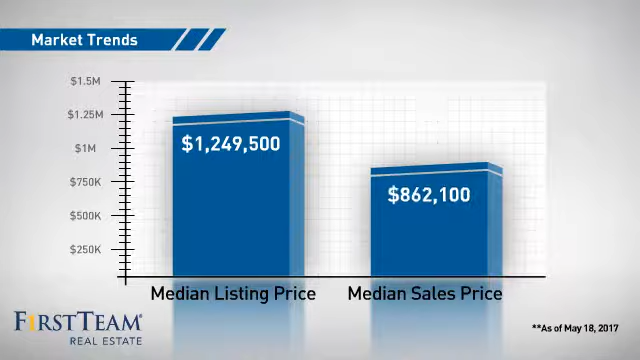 Market Trends
$1.5M
$1.25M
$1M
$750K
$500K
$250K
$1,249,500
$862,100
Median Listing Price
Median Sales Price
FIRSTTEAM®
REAL ESTATE
**As of May 18, 2017